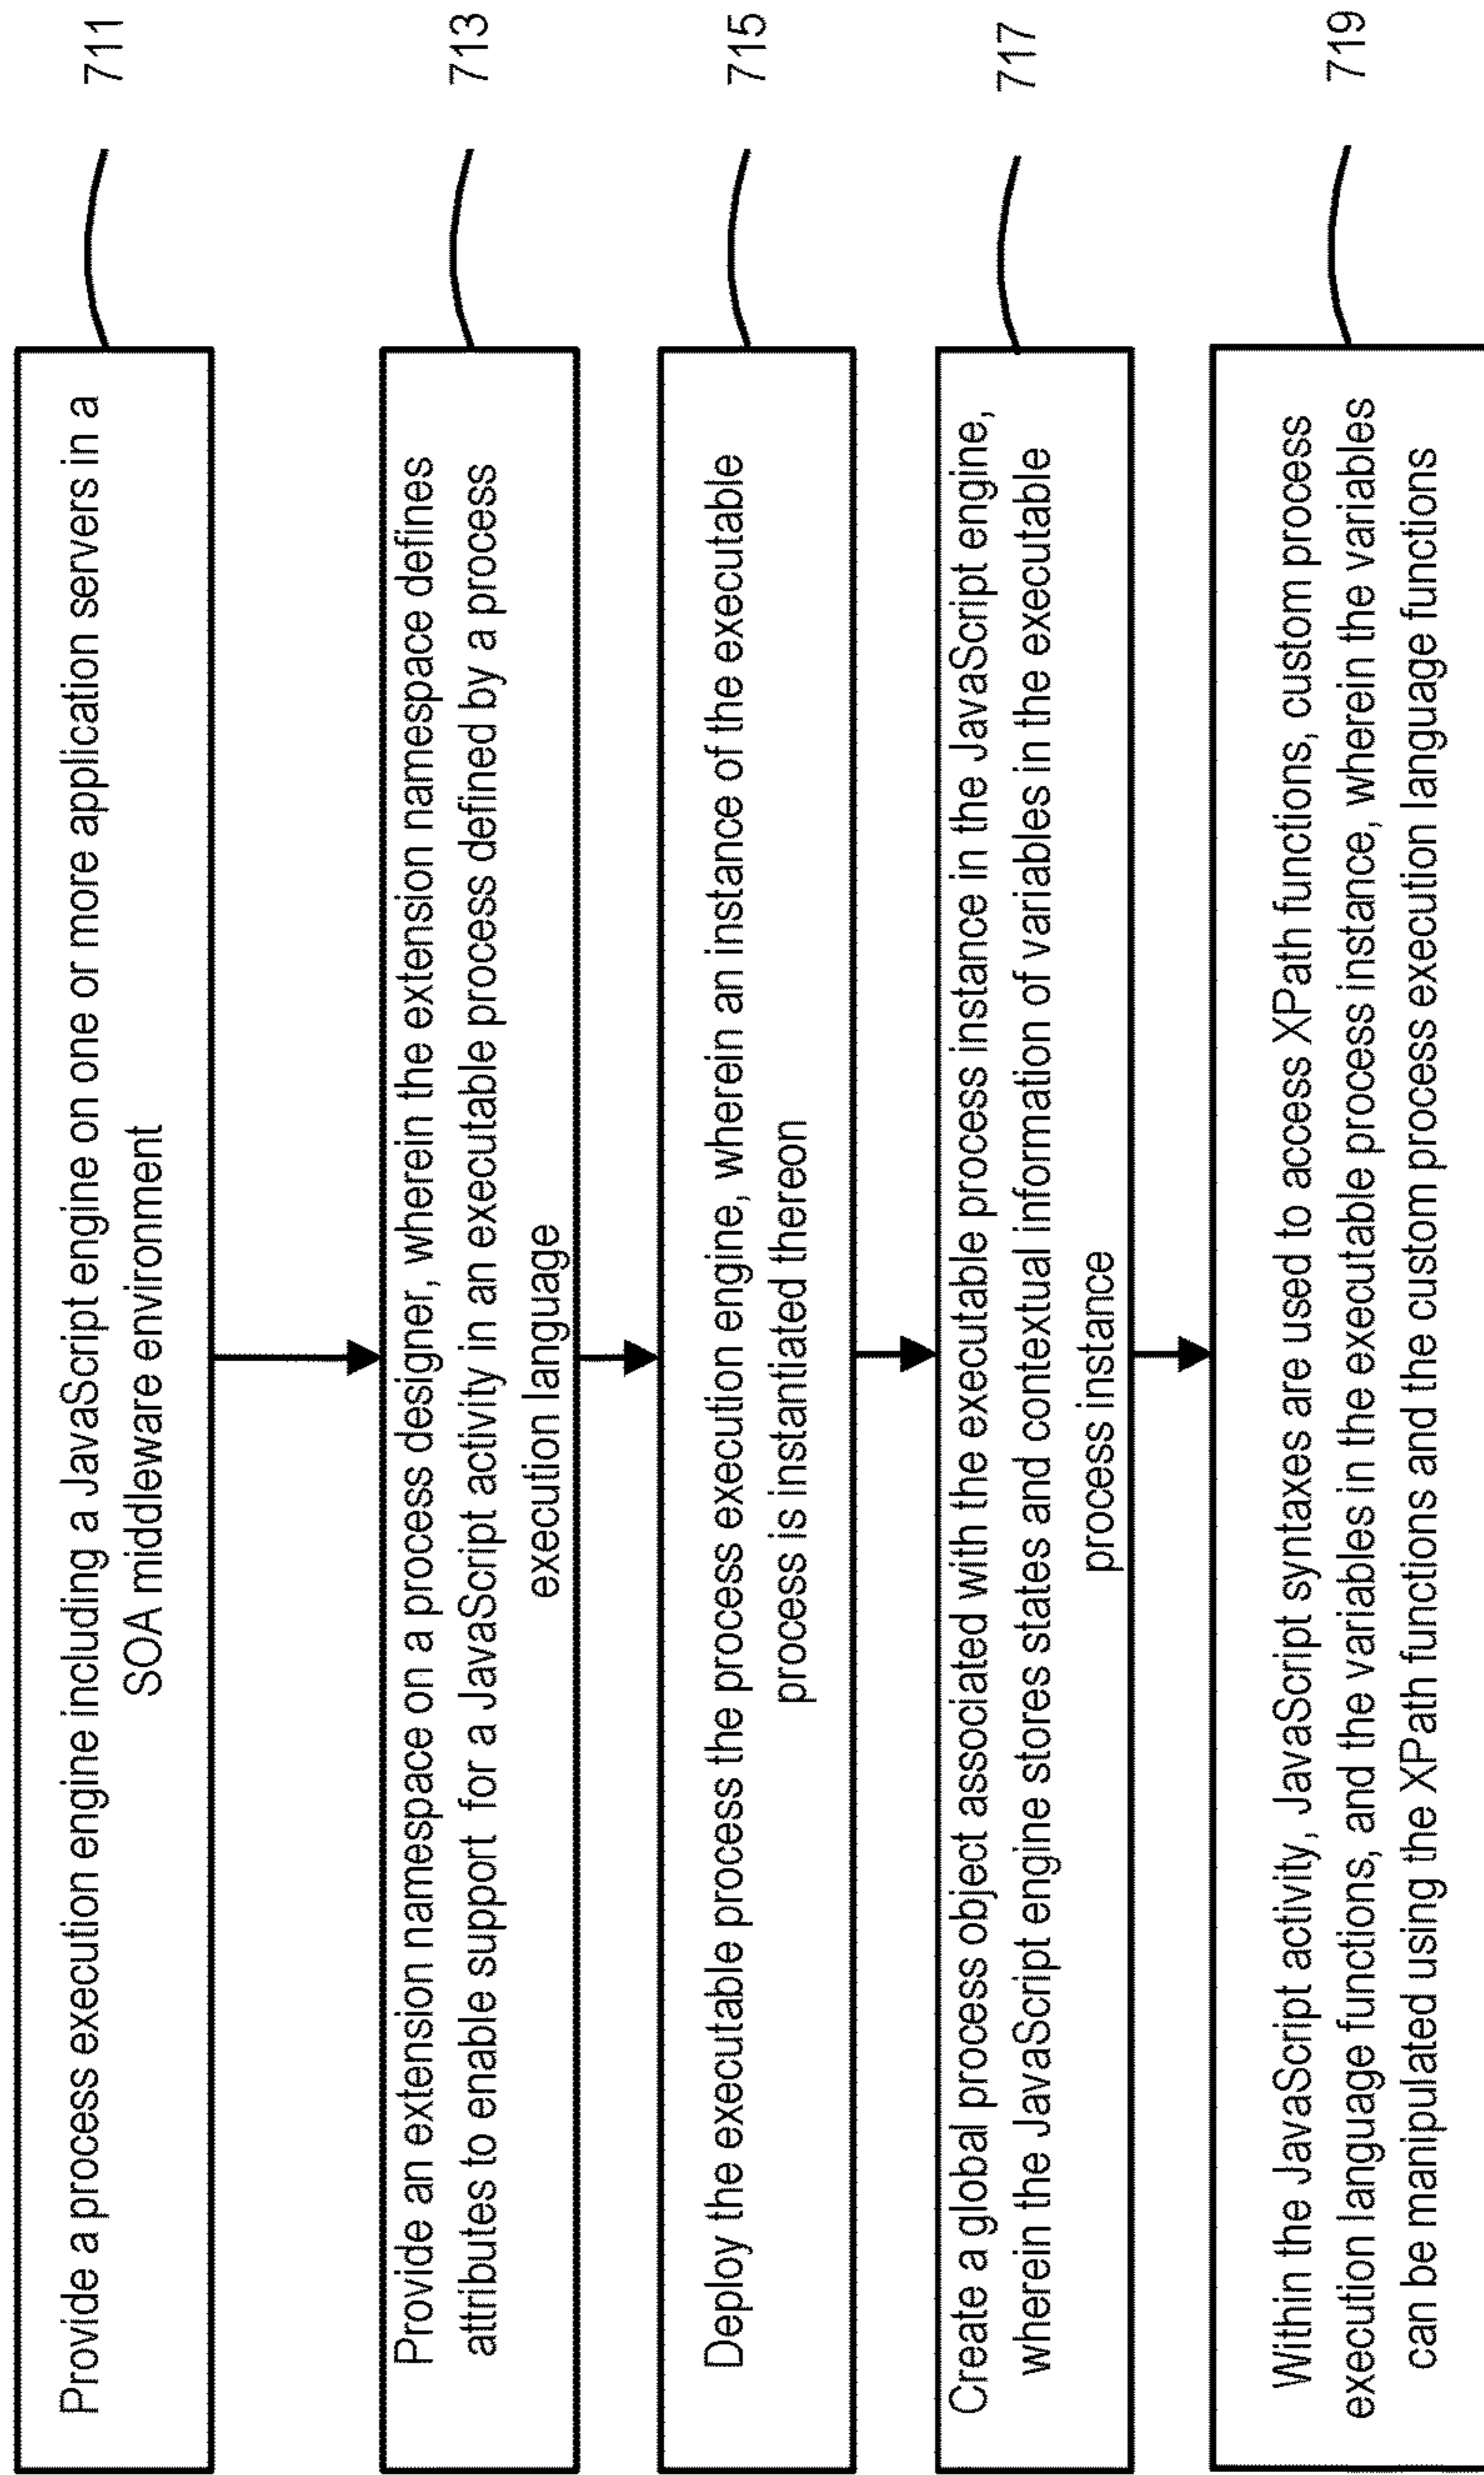 Provide a process execution engine including a JavaScript engine on one or more application servers in a
SOA middleware environment
711
Provide an extension namespace on a process designer, wherein the extension namespace defines
attributes to enable support for a JavaScript activity in an executable process defined by a process
execution language
713
Deploy the executable process the process execution engine, wherein an instance of the executable
process is instantiated thereon
715
Create a global process object associated with the executable process instance in the JavaScript engine,
wherein the JavaScript engine stores states and contextual information of variables in the executable
process instance
717
Within the JavaScript activity, JavaScript syntaxes are used to access XPath functions, custom process
execution language functions, and the variables in the executable process instance, wherein the variables
can be manipulated using the XPath functions and the custom process execution language functions
719